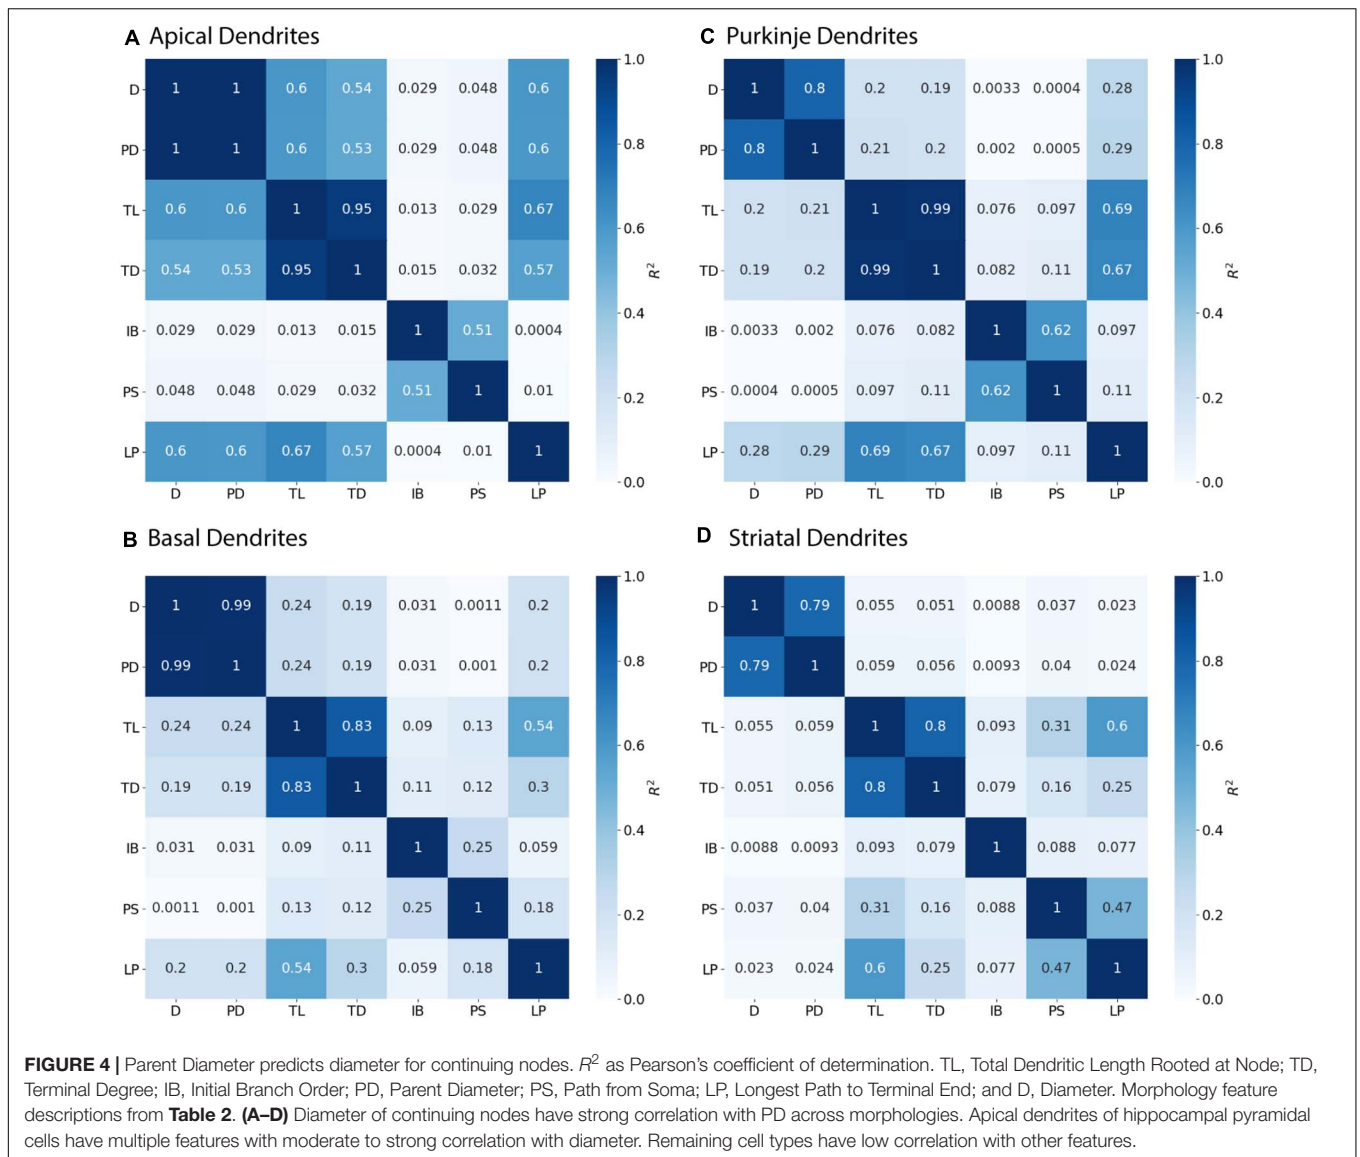 A Apical Dendrites
D 1 1 0.6 0.54 0.029 0.048 0.6
PD 1 1 0.6 0.53 0.029 0.048 0.6
TL 0.6 0.6 1 0.95 0.013 0.029 0.67
TD 0.54 0.53 0.95 1 0.015 0.032 0.57
IB 0.029 0.029 0.013 0.015 1 0.51 0.0004
PS 0.048 0.048 0.029 0.032 0.51 1 0.01
LP 0.6 0.6 0.67 0.57 0.0004 0.01 1
D PD TL TD IB PS LP
1.0
0.8
0.6
0.4
0.2
0.0
R²
C Purkinje Dendrites
D 1 0.8 0.2 0.19 0.0033 0.0004 0.28
PD 0.8 1 0.21 0.2 0.002 0.0005 0.29
TL 0.2 0.21 1 0.99 0.076 0.097 0.69
TD 0.19 0.2 0.99 1 0.082 0.11 0.67
IB 0.0033 0.002 0.076 0.082 1 0.62 0.097
PS 0.0004 0.0005 0.097 0.11 0.62 1 0.11
LP 0.28 0.29 0.69 0.67 0.097 0.11 1
D PD TL TD IB PS LP
1.0
0.8
0.6
0.4
0.2
0.0
R²
B Basal Dendrites
D 1 0.99 0.24 0.19 0.031 0.0011 0.2
PD 0.99 1 0.24 0.19 0.031 0.001 0.2
TL 0.24 0.24 1 0.83 0.09 0.13 0.54
TD 0.19 0.19 0.83 1 0.11 0.12 0.3
IB 0.031 0.031 0.09 0.11 1 0.25 0.059
PS 0.0011 0.001 0.13 0.12 0.25 1 0.18
LP 0.2 0.2 0.54 0.3 0.059 0.18 1
D PD TL TD IB PS LP
1.0
0.8
0.6
0.4
0.2
0.0
R²
D Striatal Dendrites
D 1 0.79 0.055 0.051 0.0088 0.037 0.023
PD 0.79 1 0.059 0.056 0.0093 0.04 0.024
TL 0.055 0.059 1 0.8 0.093 0.31 0.6
TD 0.051 0.056 0.8 1 0.079 0.16 0.25
IB 0.0088 0.0093 0.093 0.079 1 0.088 0.077
PS 0.037 0.04 0.31 0.16 0.088 1 0.47
LP 0.023 0.024 0.6 0.25 0.077 0.47 1
D PD TL TD IB PS LP
1.0
0.8
0.6
0.4
0.2
0.0
R²
FIGURE 4 | Parent Diameter predicts diameter for continuing nodes. R² as Pearson's coefficient of determination. TL, Total Dendritic Length Rooted at Node; TD,
Terminal Degree; IB, Initial Branch Order; PD, Parent Diameter; PS, Path from Soma; LP, Longest Path to Terminal End; and D, Diameter. Morphology feature
descriptions from Table 2. (A–D) Diameter of continuing nodes have strong correlation with PD across morphologies. Apical dendrites of hippocampal pyramidal
cells have multiple features with moderate to strong correlation with diameter. Remaining cell types have low correlation with other features.